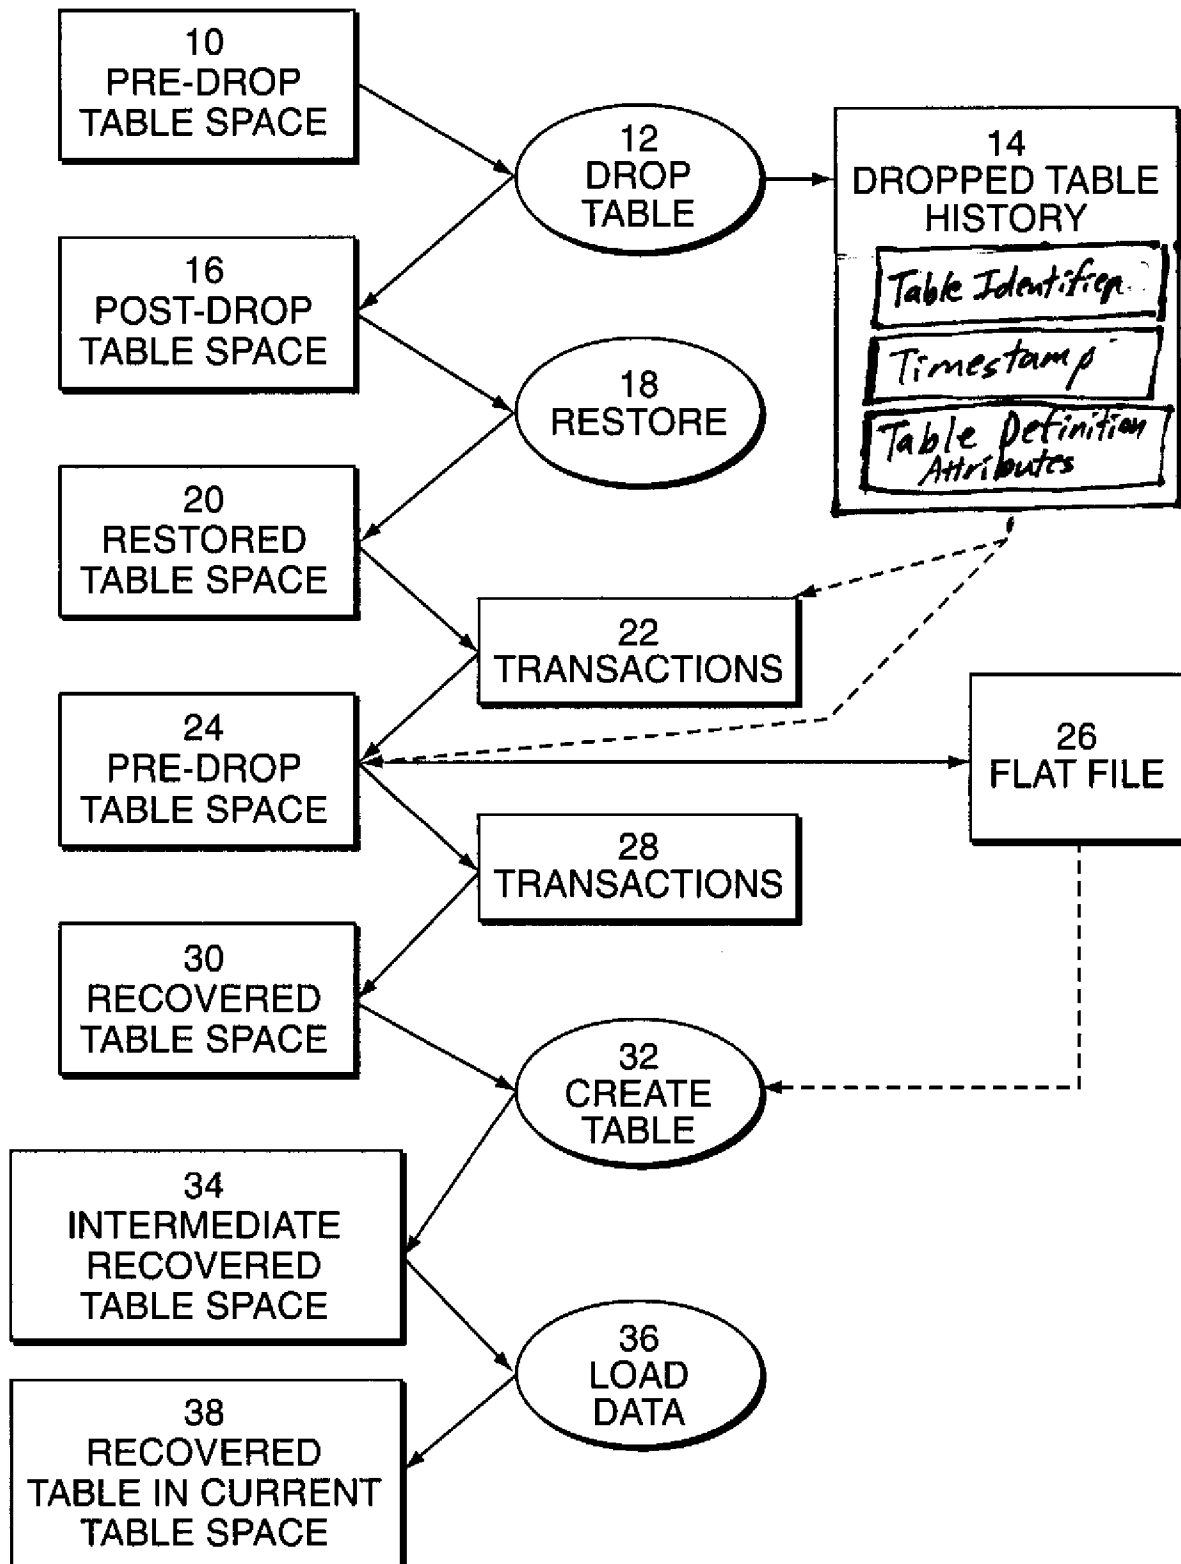 10
PRE-DROP
TABLE SPACE
12
DROP
TABLE
14
DROPPED TABLE
HISTORY
Table Identifier
Timestamp
Table Definition
Attributes
16
POST-DROP
TABLE SPACE
18
RESTORE
20
RESTORED
TABLE SPACE
22
TRANSACTIONS
24
PRE-DROP
TABLE SPACE
26
FLAT FILE
28
TRANSACTIONS
30
RECOVERED
TABLE SPACE
32
CREATE
TABLE
34
INTERMEDIATE
RECOVERED
TABLE SPACE
36
LOAD
DATA
38
RECOVERED
TABLE IN CURRENT
TABLE SPACE